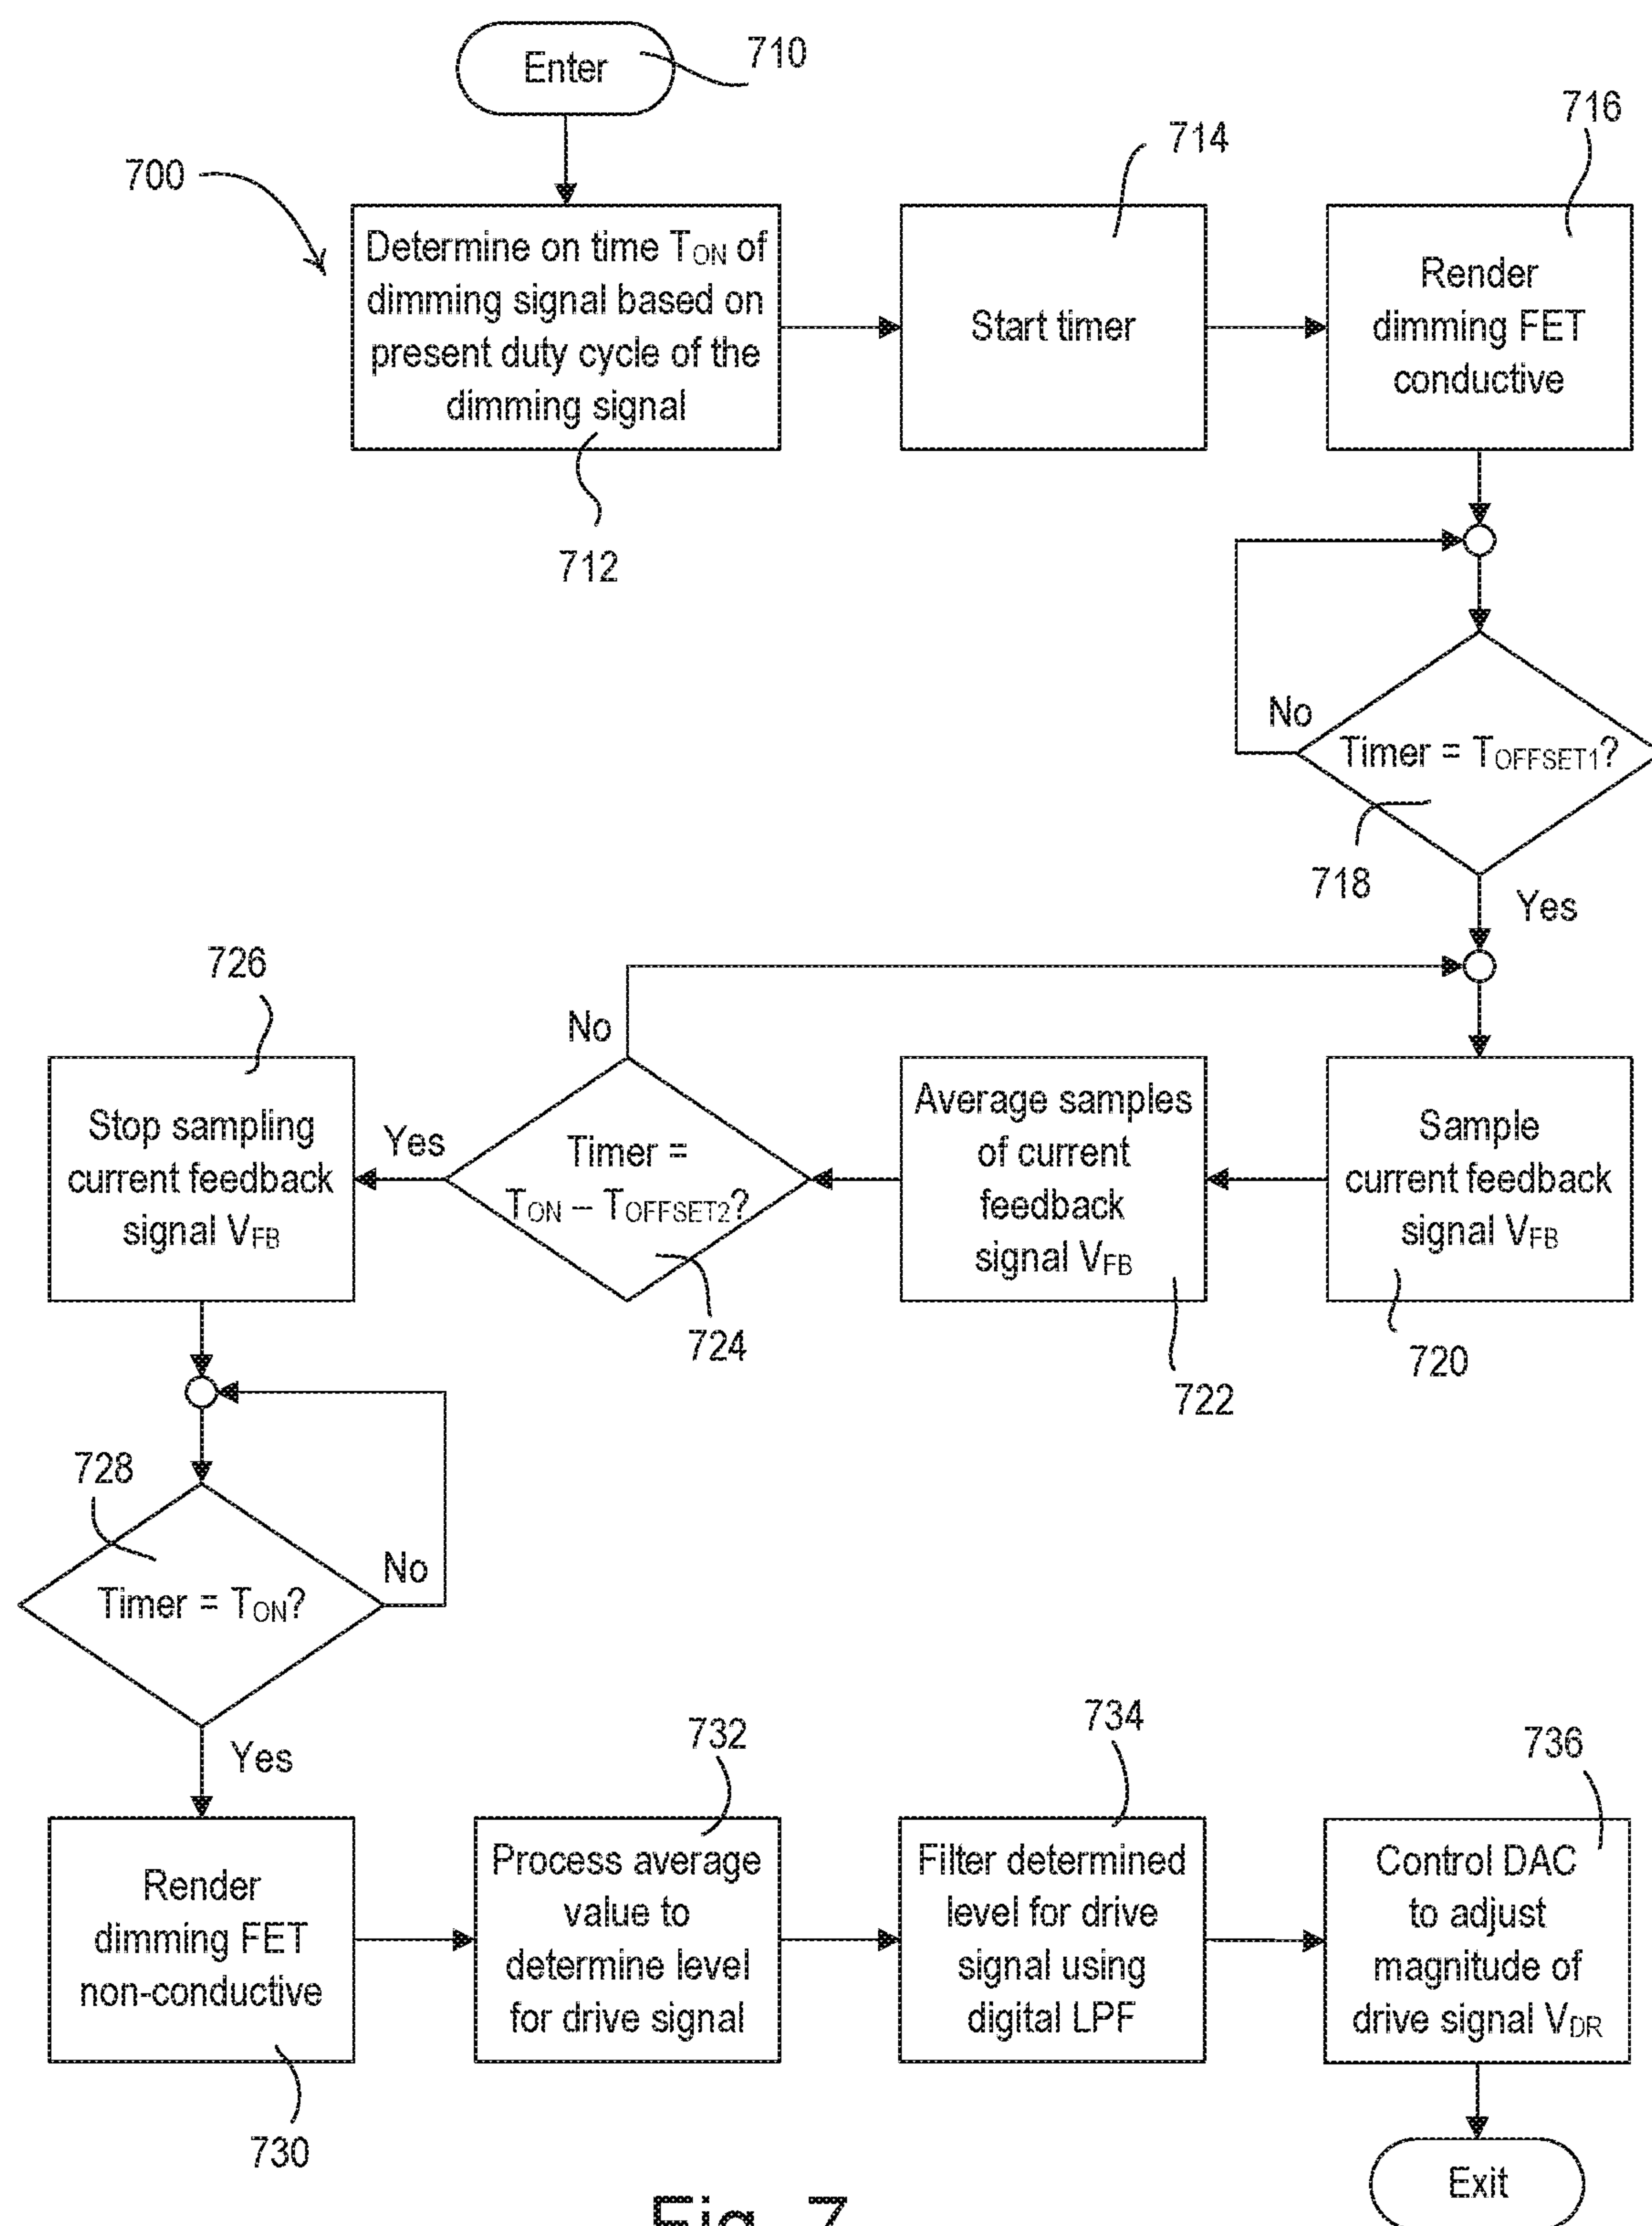 Enter
710
700
Determine on time TON of
dimming signal based on
present duty cycle of the
dimming signal
712
714
Start timer
716
Render
dimming FET
conductive
No
Timer = TOFFSET1?
718
Yes
726
Stop sampling
current feedback
signal VFB
Yes
No
Timer =
TON – TOFFSET2?
724
Average samples
of current
feedback
signal VFB
722
Sample
current feedback
signal VFB
720
728
Timer = TON?
No
Yes
Render
dimming FET
non-conductive
730
732
Process average
value to
determine level
for drive signal
734
Filter determined
level for drive
signal using
digital LPF
736
Control DAC
to adjust
magnitude of
drive signal VDR
Exit
Fig. 7